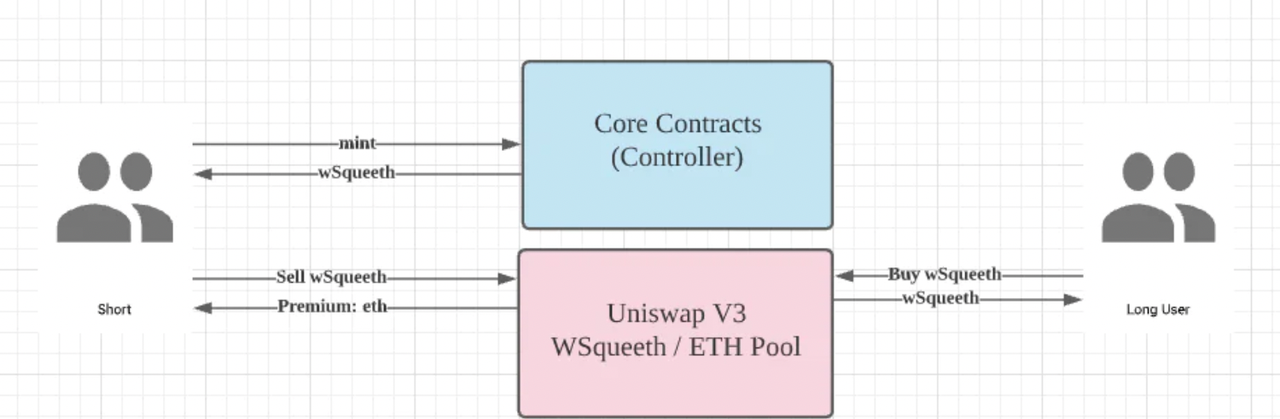 Core Contracts
(Controller)
mint
wSqueeth
Sell wSqueeth
Premium: eth
Short
Uniswap V3
WSqueeth / ETH Pool
Buy wSqueeth
wSqueeth
Long User